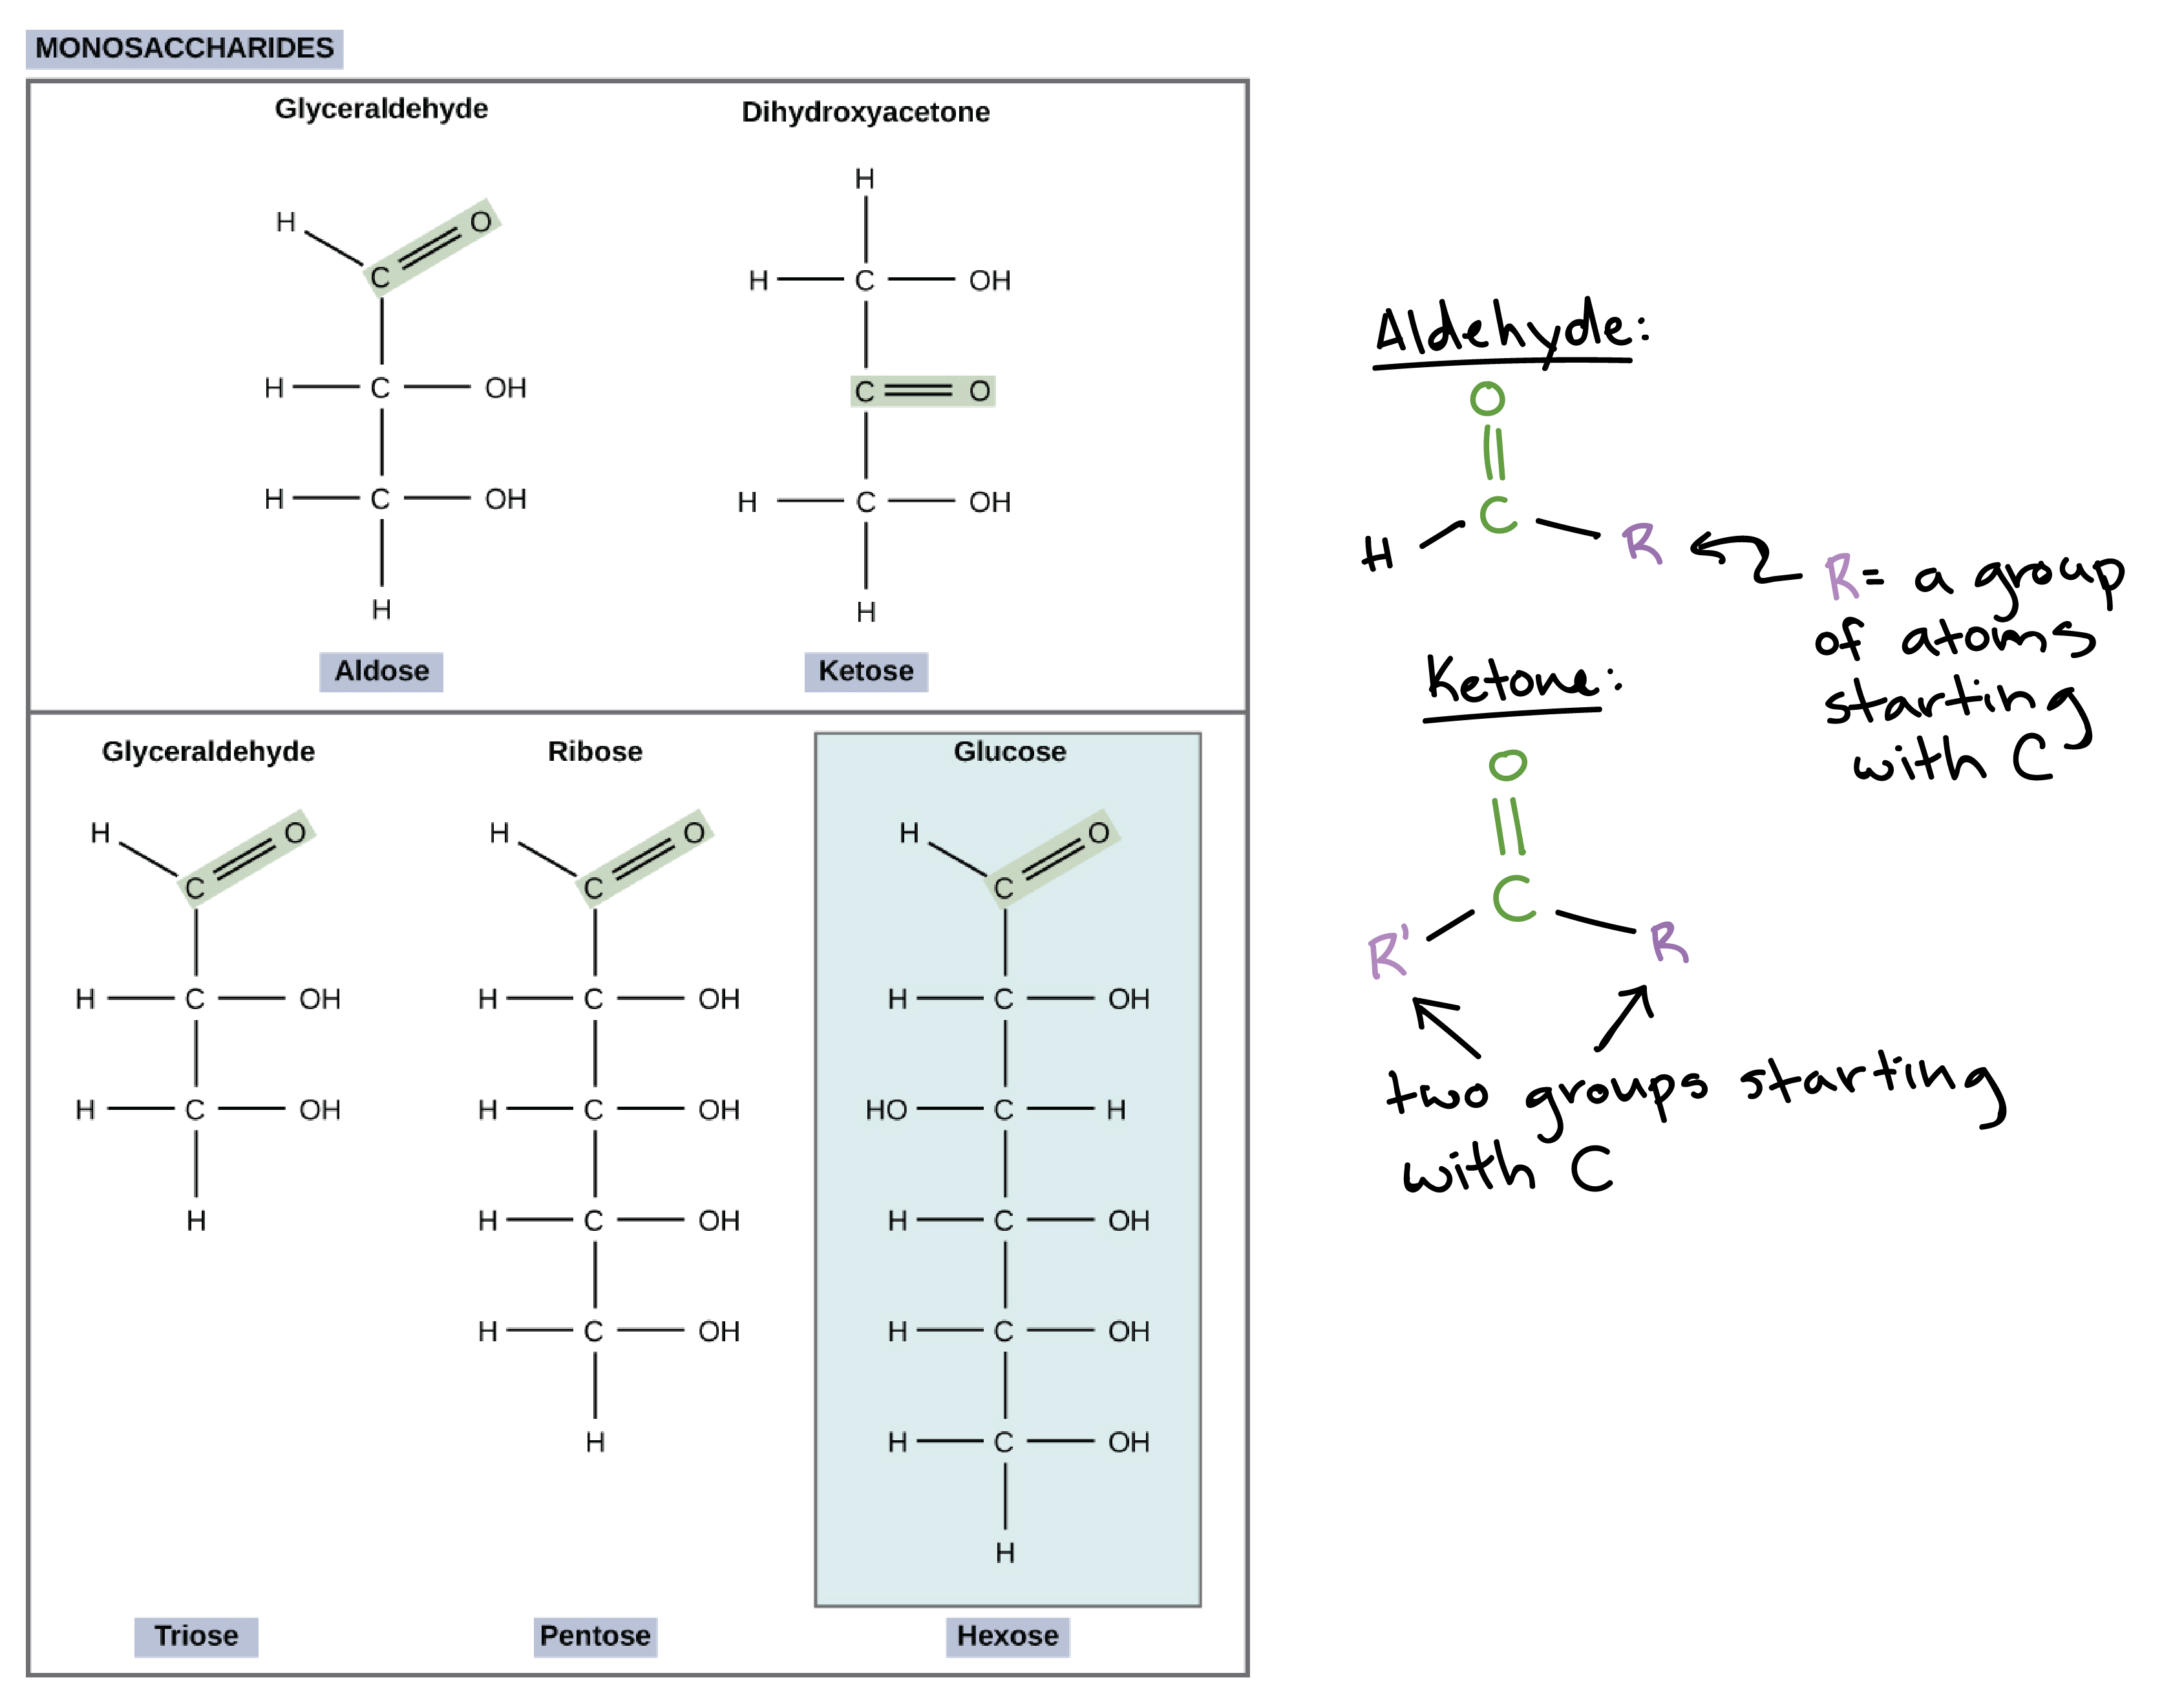 MONOSACCHARIDES
Glyceraldehyde
Dihydroxyacetone
H
O
C
H C OH
H C OH
H
Aldose
H
H C OH
C O
H C OH
H
Ketose
Glyceraldehyde
H
O
C
H C OH
H C OH
H
Triose
Ribose
H
O
C
H C OH
H C OH
H C OH
H C OH
H
Pentose
Glucose
H
O
C
H C OH
HO C H
H C OH
H C OH
H C OH
H
Hexose
Aldehyde:
O
C
H R
R = a group
of atoms
starting
with C
Ketone:
O
C
R' R
two groups starting
with C